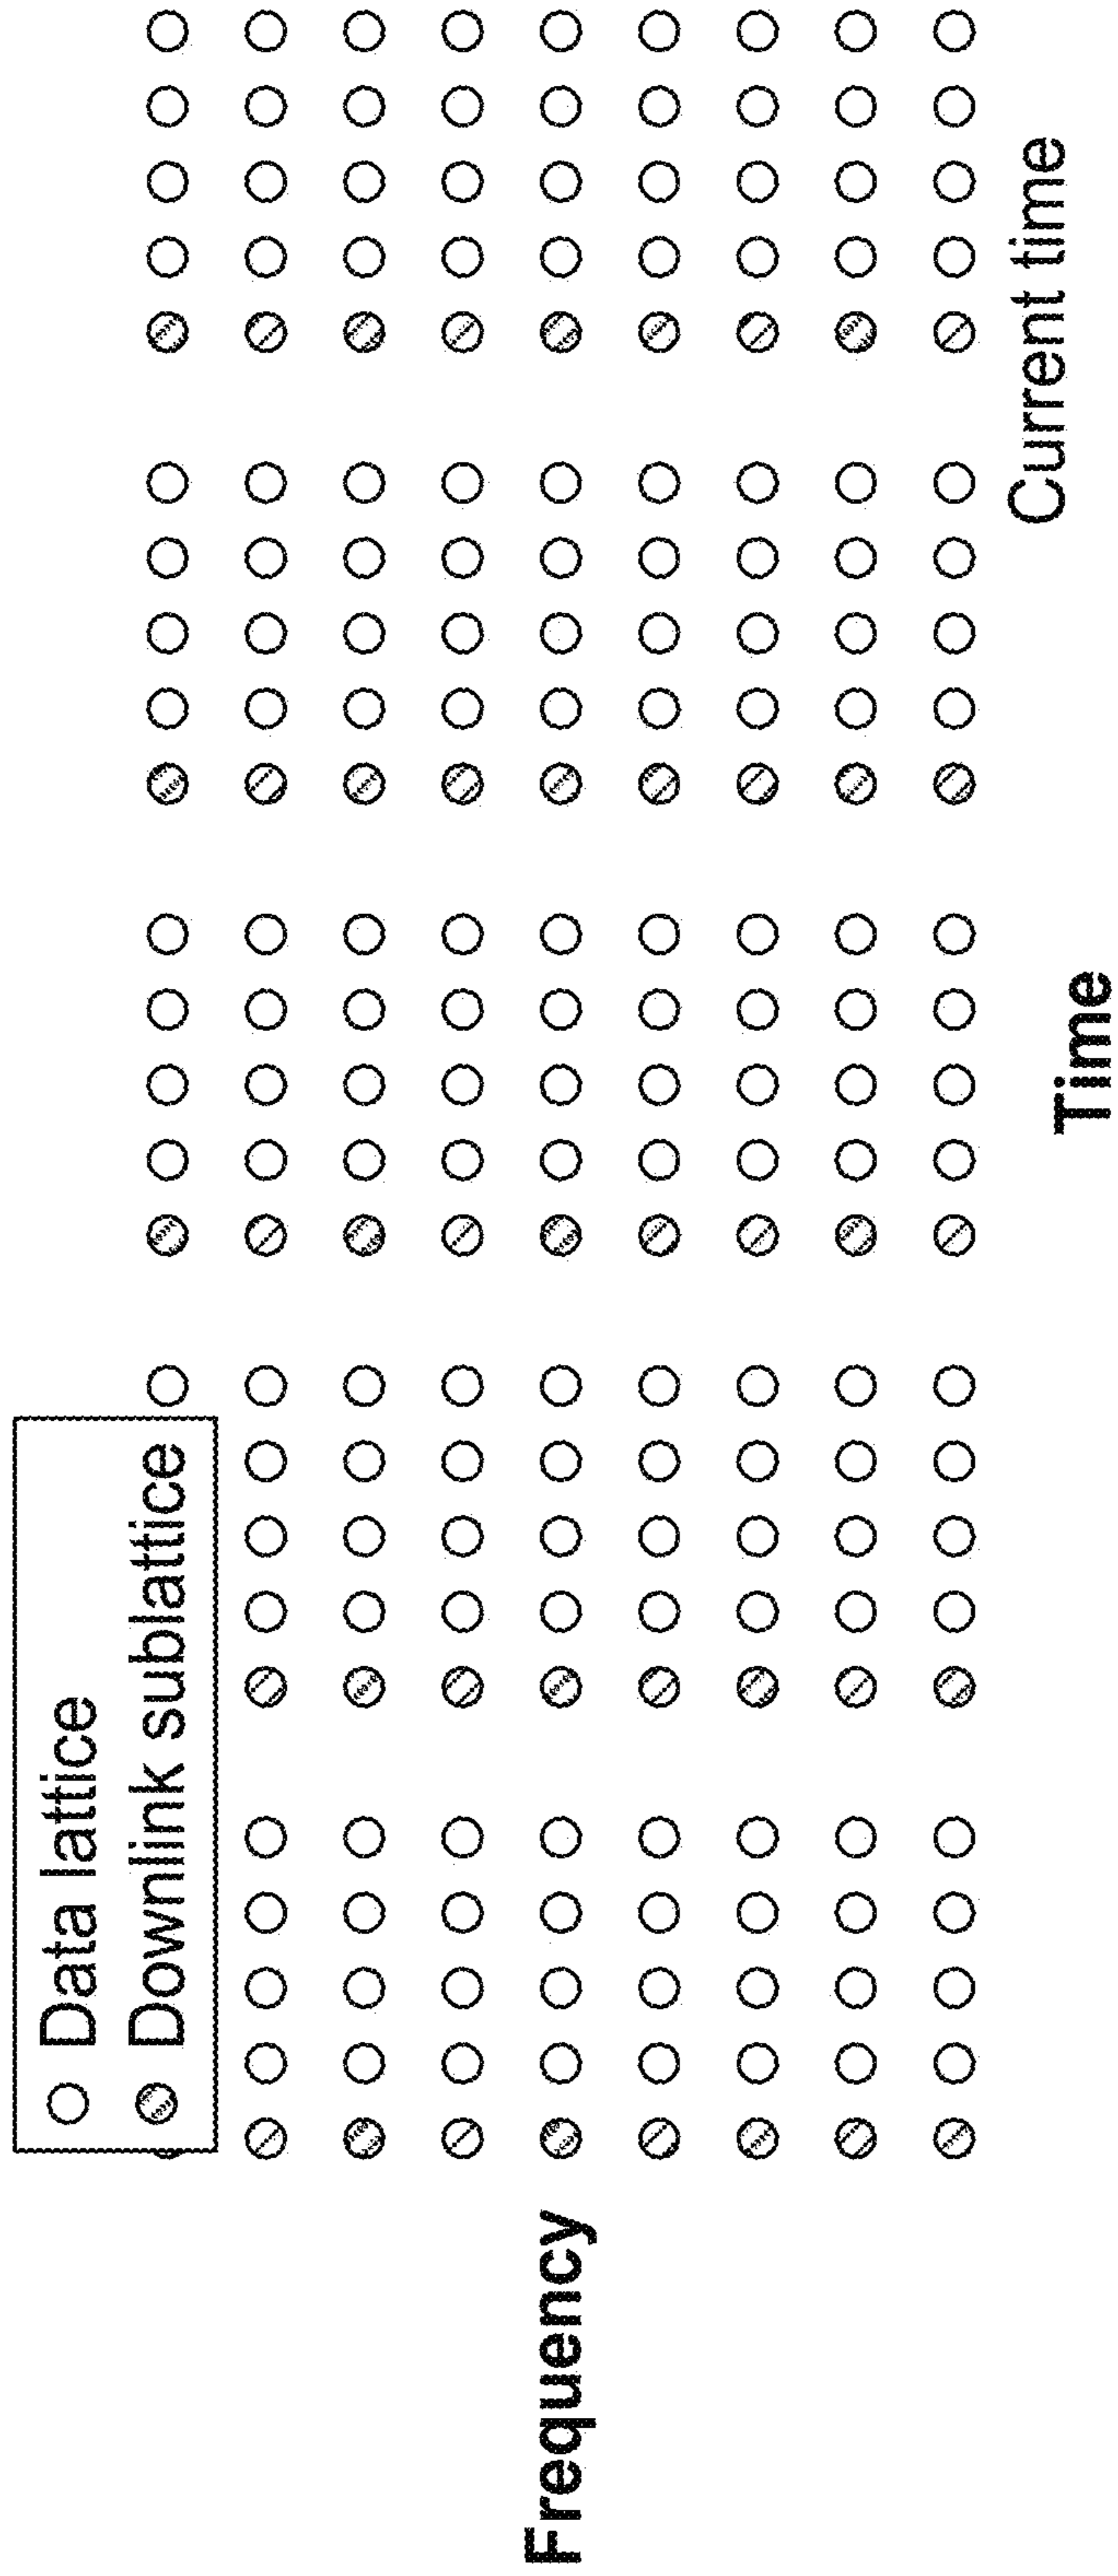 Data lattice
Downlink sublattice
Frequency
Time
Current time